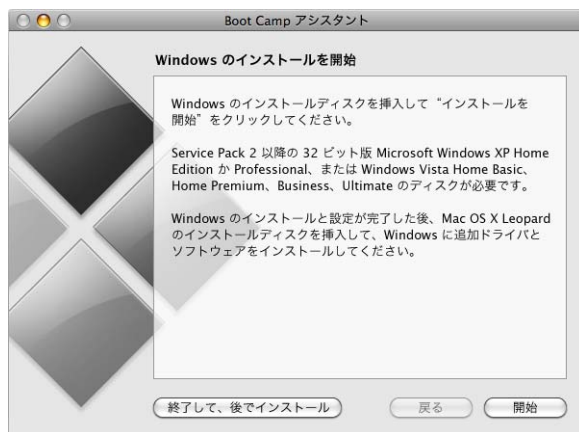 Boot Camp アシスタント
Windows のインストールを開始
Windows のインストールディスクを挿入して“インストールを
開始”をクリックしてください。
Service Pack 2 以降の 32 ビット版 Microsoft Windows XP Home
Edition か Professional、または Windows Vista Home Basic、
Home Premium、Business、Ultimate のディスクが必要です。
Windows のインストールと設定が完了した後、Mac OS X Leopard
のインストールディスクを挿入して、Windows に追加ドライバと
ソフトウェアをインストールしてください。
終了して、後でインストール
戻る
開始